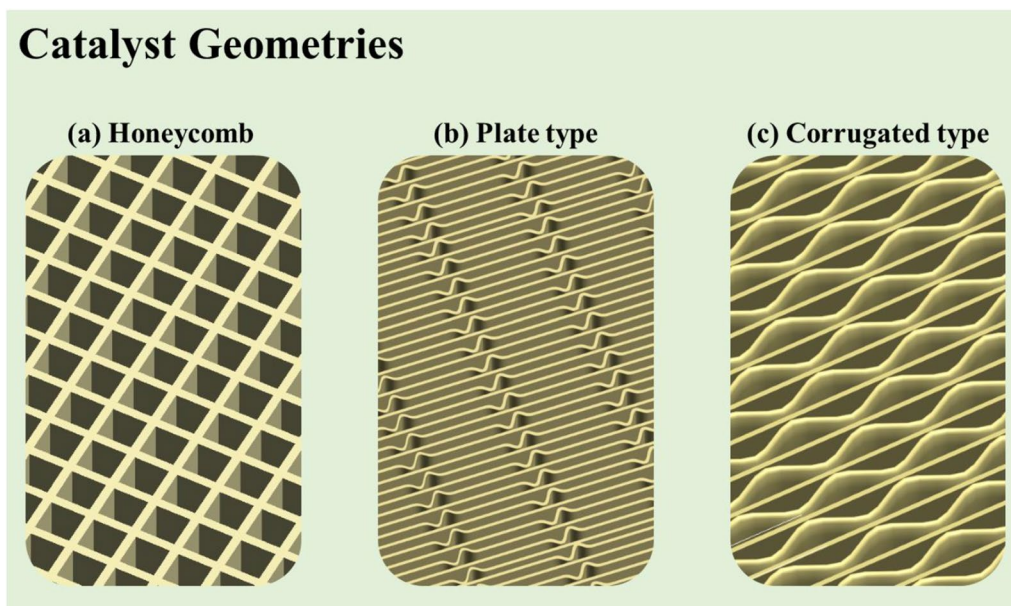 Catalyst Geometries
(a) Honeycomb
(b) Plate type
(c) Corrugated type